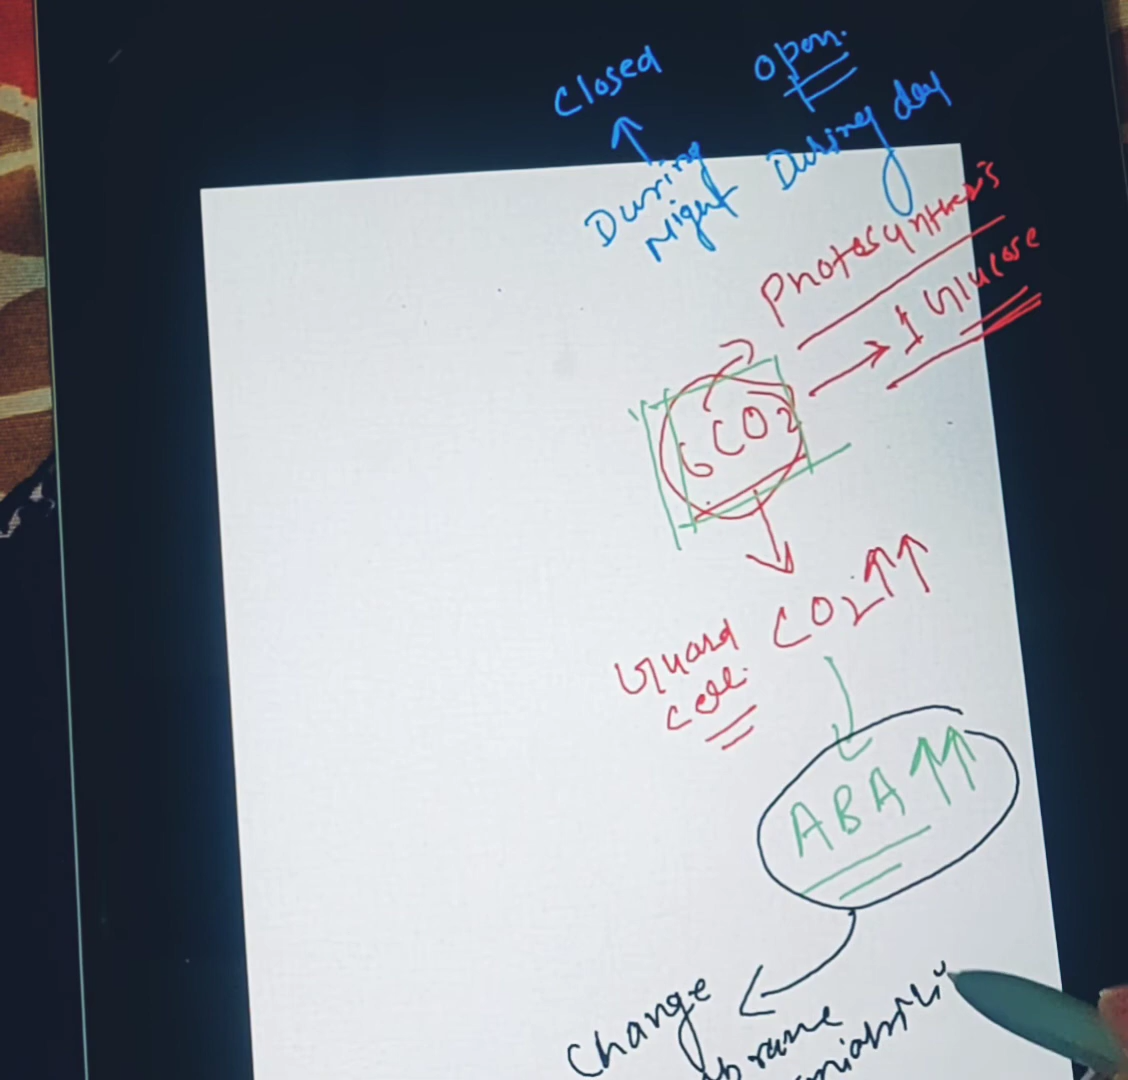 Closed
open.
During
Night
During day
Photosynthesis
1 Glucose
6CO2
CO2↑↑
Guard
cell.
ABA↑↑
Change